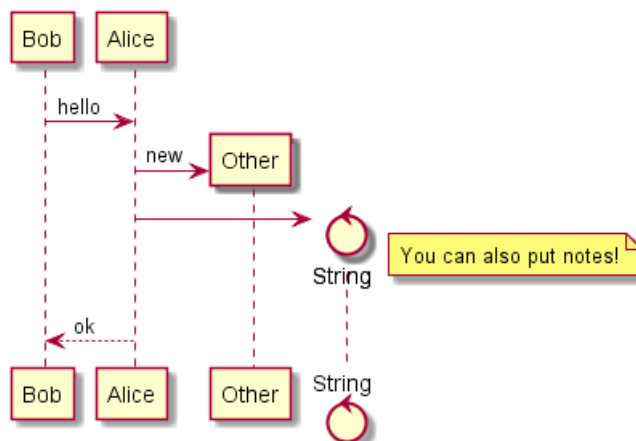 Bob Alice
hello
new
Other
You can also put notes!
String
ok
Bob Alice Other String